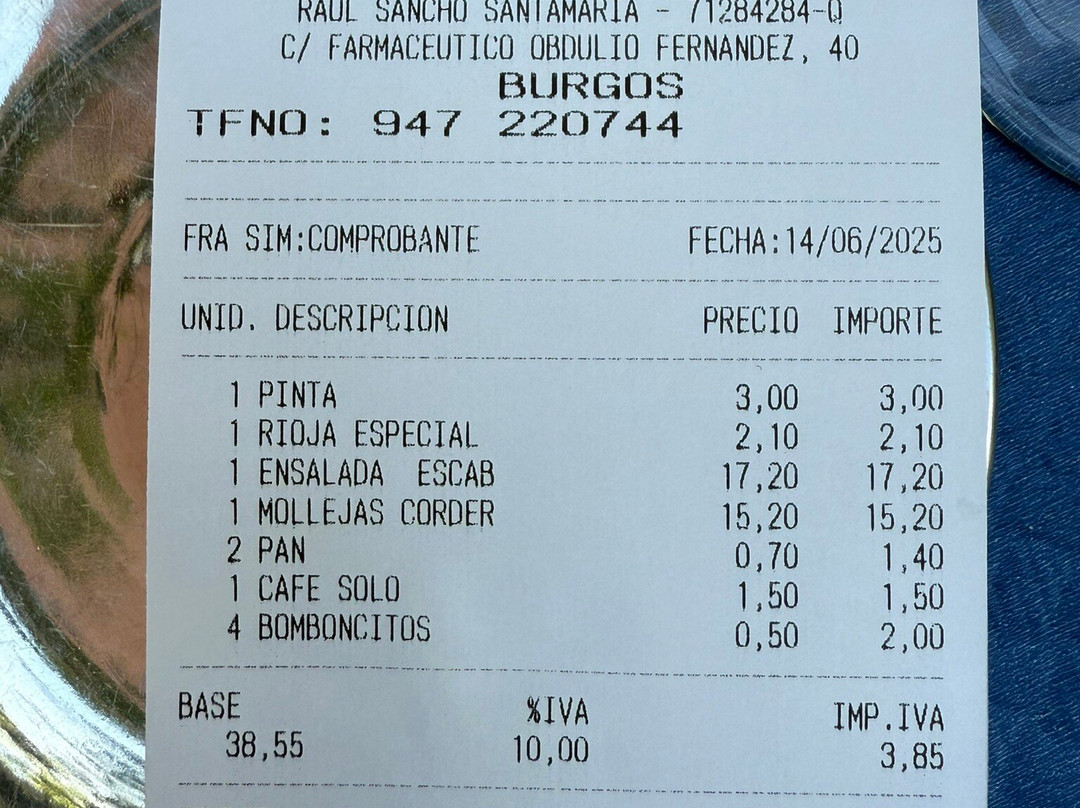 RAUL SANCHO SANTAMARIA - 71284284-Q
C/ FARMACEUTICO OBDULIO FERNANDEZ, 40
BURGOS
TFNO: 947 220744
FRA SIM:COMPROBANTE FECHA:14/06/2025
UNID. DESCRIPCION PRECIO IMPORTE
1 PINTA 3,00 3,00
1 RIOJA ESPECIAL 2,10 2,10
1 ENSALADA ESCAB 17,20 17,20
1 MOLLEJAS CORDER 15,20 15,20
2 PAN 0,70 1,40
1 CAFE SOLO 1,50 1,50
4 BOMBONCITOS 0,50 2,00
BASE %IVA IMP.IVA
38,55 10,00 3,85